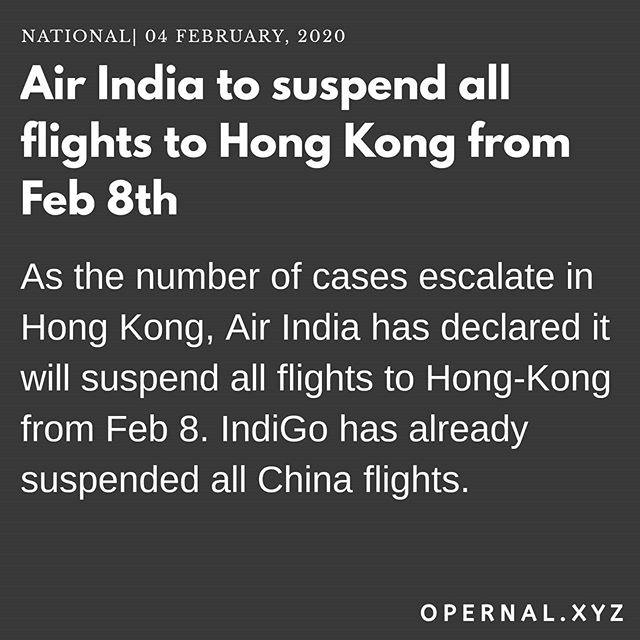 NATIONAL| 04 FEBRUARY, 2020
Air India to suspend all
flights to Hong Kong from
Feb 8th
As the number of cases escalate in
Hong Kong, Air India has declared it
will suspend all flights to Hong-Kong
from Feb 8. IndiGo has already
suspended all China flights.
OPERNAL.XYZ